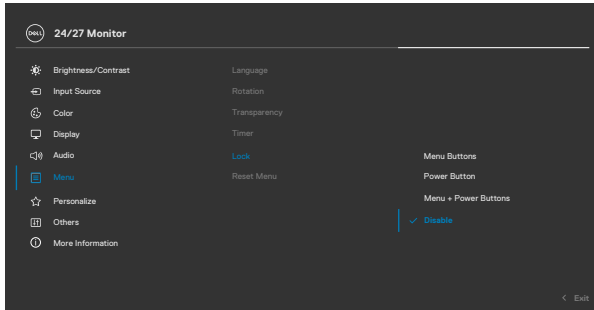 DELL 24/27 Monitor
Brightness/Contrast
Input Source
Color
Display
Audio
Menu
Personalize
Others
More Information
Language
Rotation
Transparency
Timer
Lock
Reset Menu
Menu Buttons
Power Button
Menu + Power Buttons
Disable
Exit